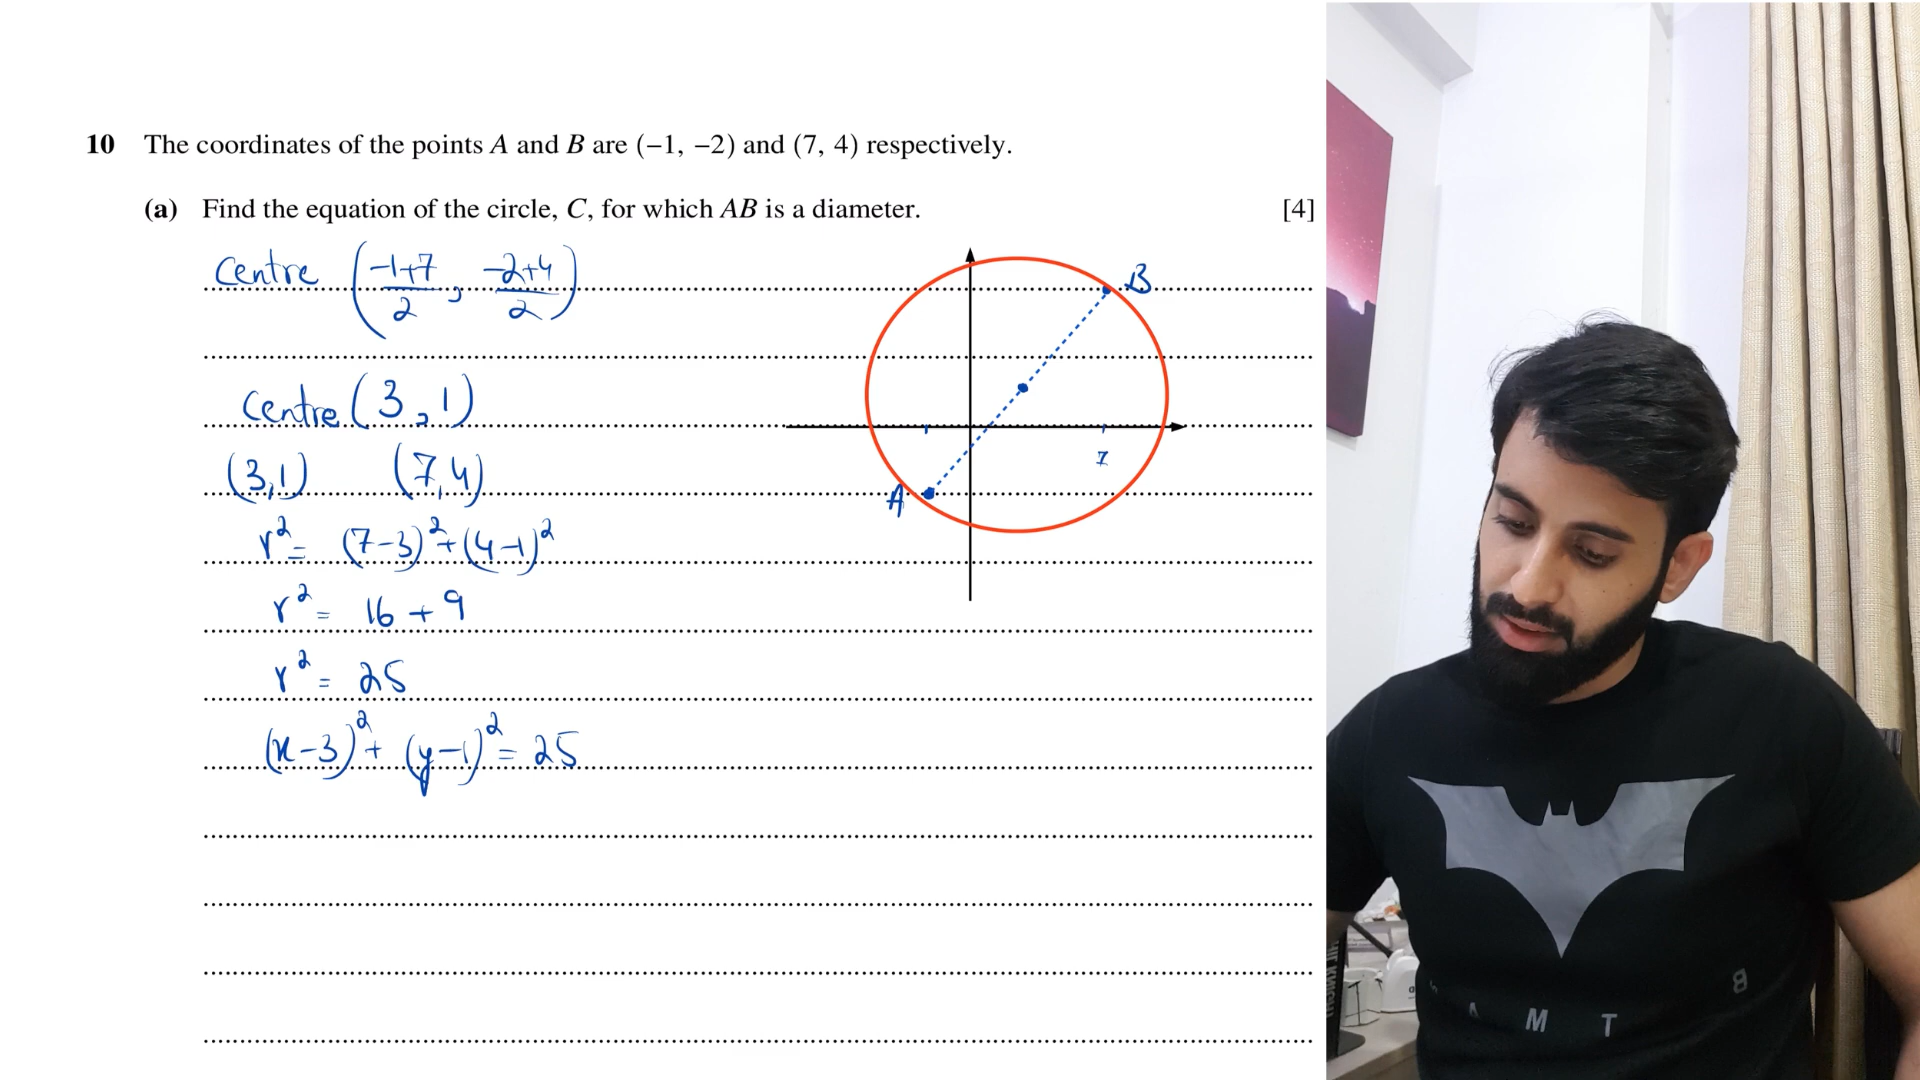 10 The coordinates of the points A and B are (−1, −2) and (7, 4) respectively.
(a) Find the equation of the circle, C, for which AB is a diameter. [4]
Centre (−1+7/2, −2+4/2)
Centre (3, 1)
(3,1) (7,4)
r² = (7−3)² + (4−1)²
r² = 16 + 9
r² = 25
(x−3)² + (y−1)² = 25
B
7
A
A M T
B